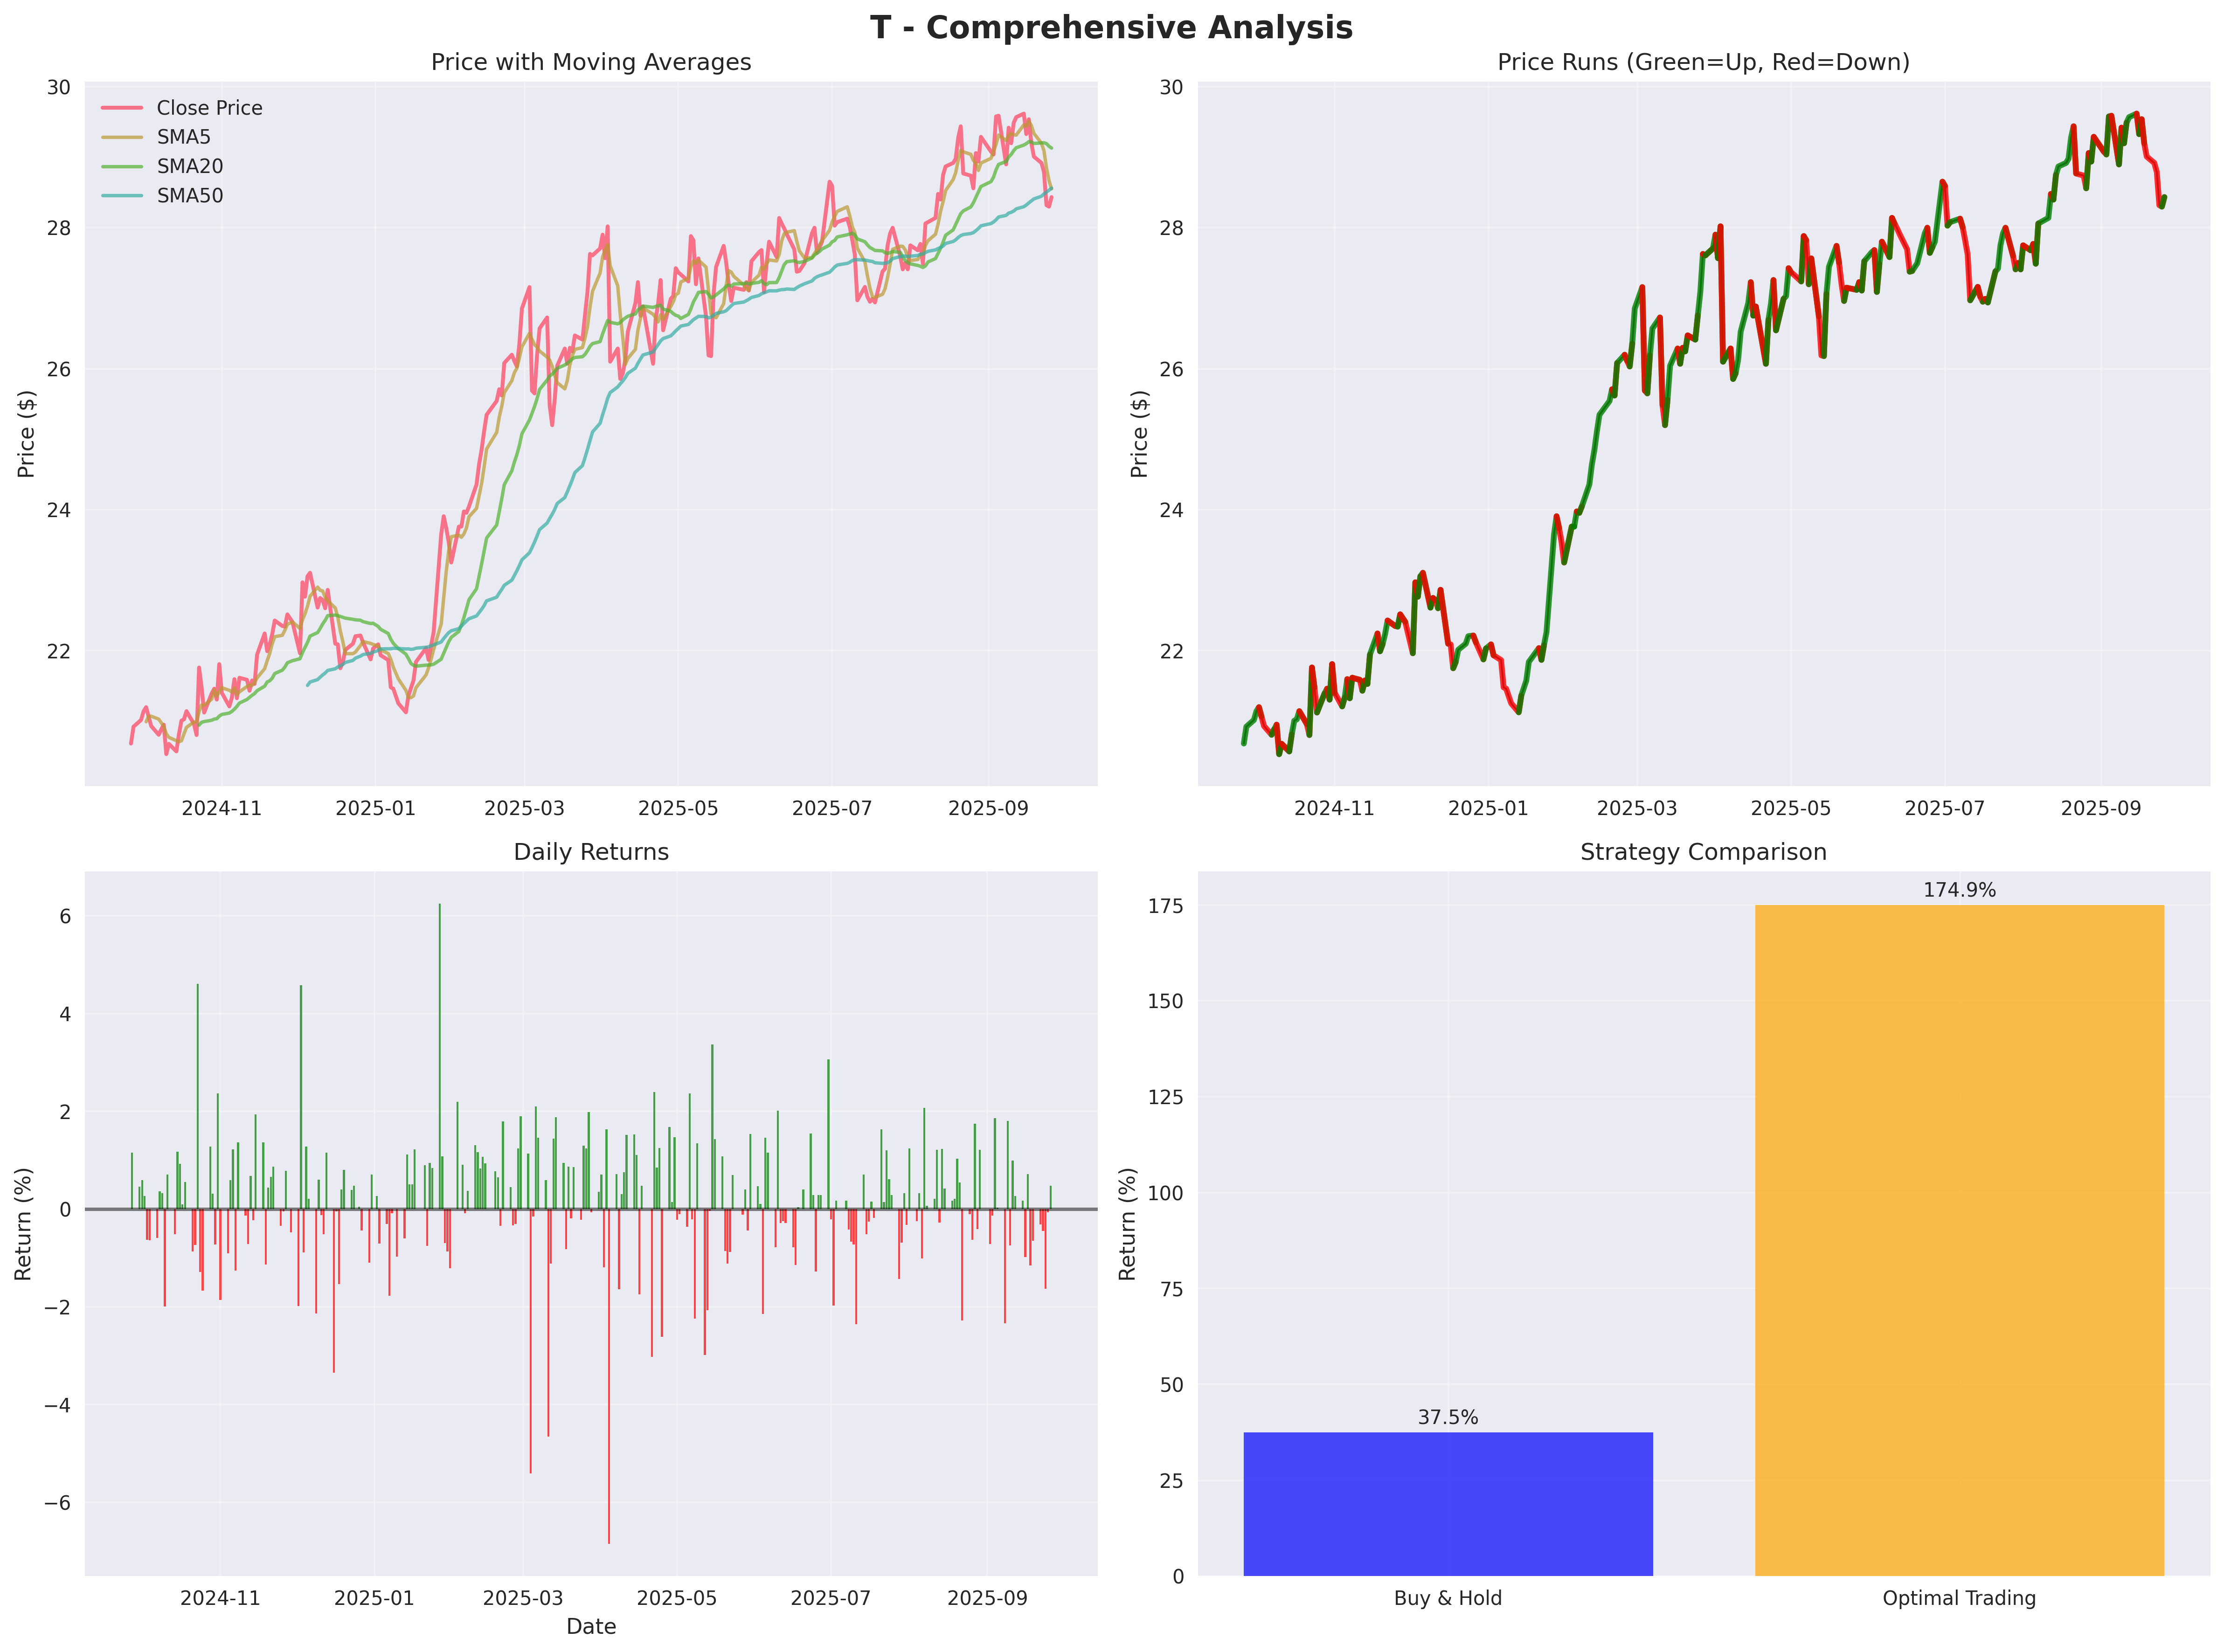 T - Comprehensive Analysis
Price with Moving Averages
Price ($)
30
28
26
24
22
Close Price
SMA5
SMA20
SMA50
2024-11
2025-01
2025-03
2025-05
2025-07
2025-09
Price Runs (Green=Up, Red=Down)
Price ($)
30
28
26
24
22
2024-11
2025-01
2025-03
2025-05
2025-07
2025-09
Daily Returns
Return (%)
6
4
2
0
−2
−4
−6
2024-11
2025-01
2025-03
2025-05
2025-07
2025-09
Date
Strategy Comparison
Return (%)
175
150
125
100
75
50
25
0
37.5%
174.9%
Buy & Hold
Optimal Trading